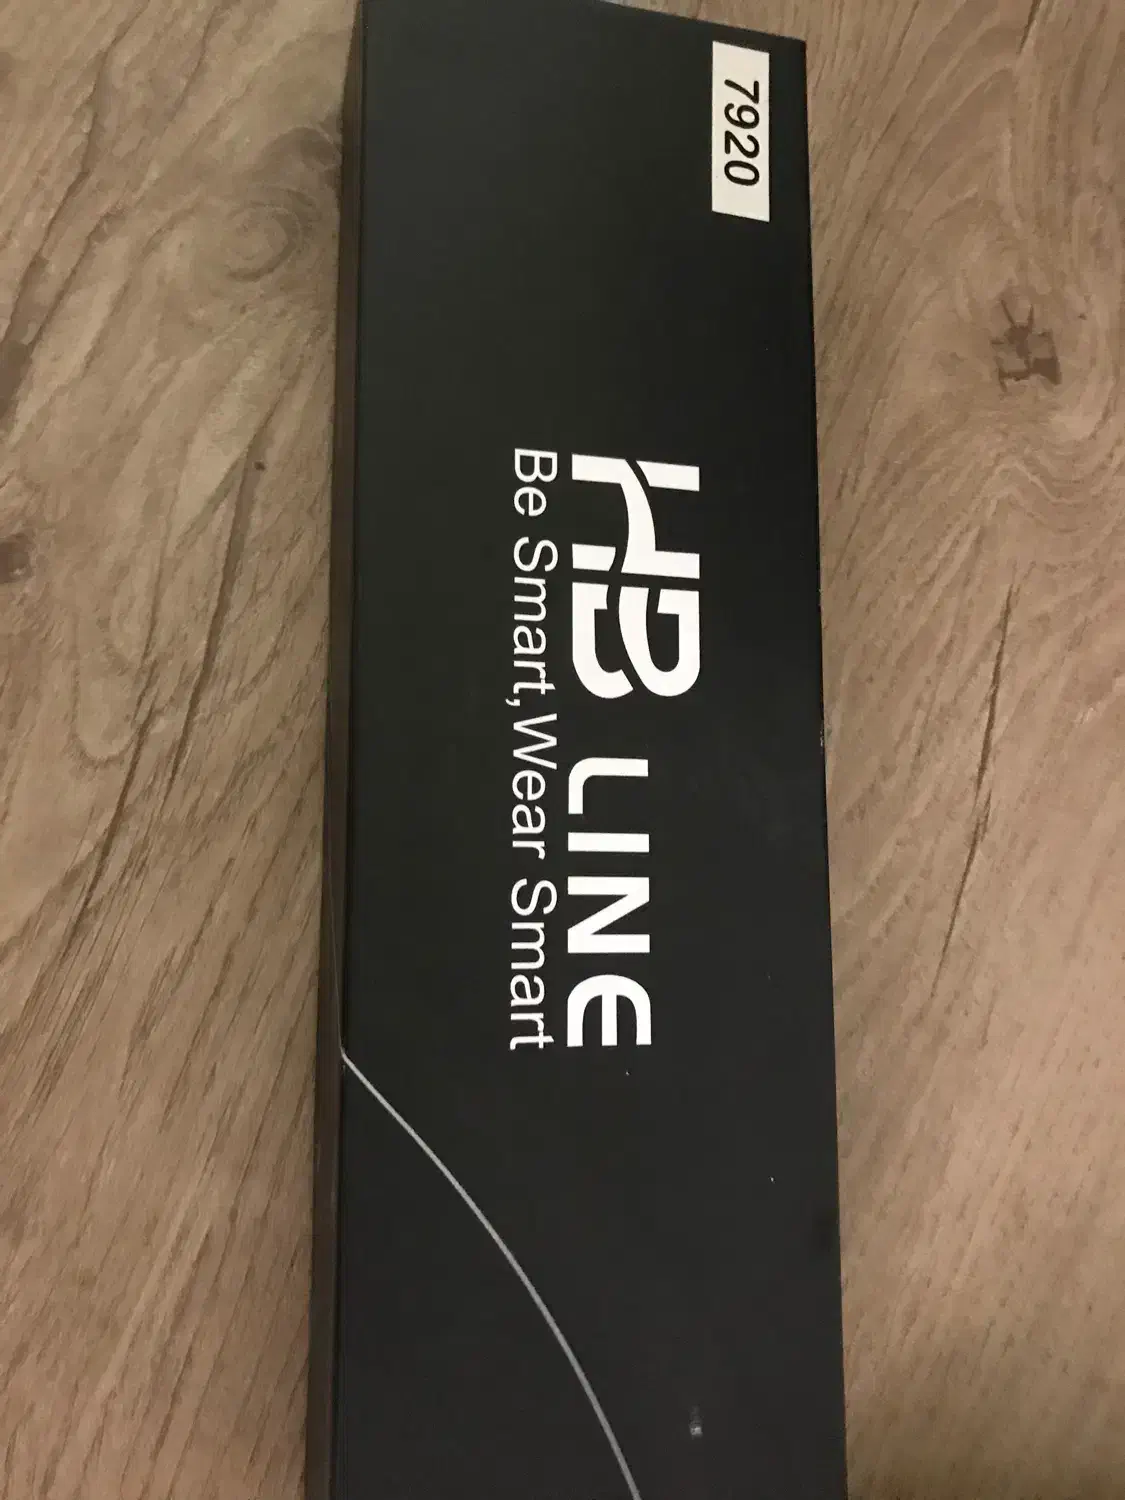 7920
HB LINE
Be Smart, Wear Smart